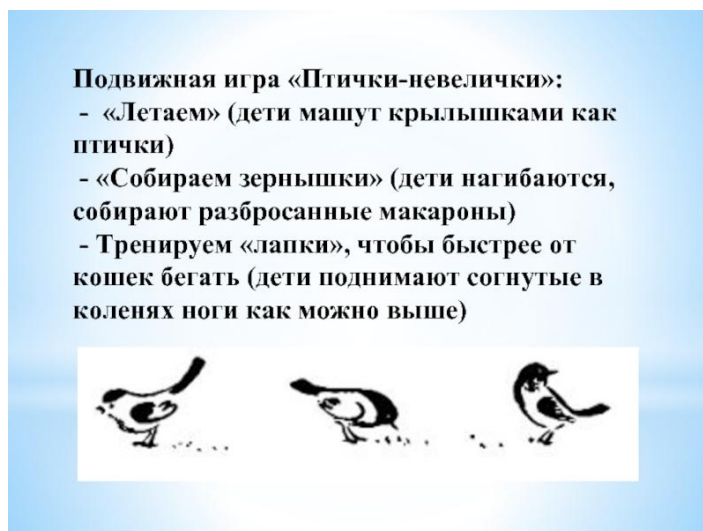 Подвижная игра «Птички-невелички»:
- «Летаем» (дети машут крылышками как
птички)
- «Собираем зернышки» (дети нагибаются,
собирают разбросанные макароны)
- Тренируем «лапки», чтобы быстрее от
кошек бегать (дети поднимают согнутые в
коленях ноги как можно выше)